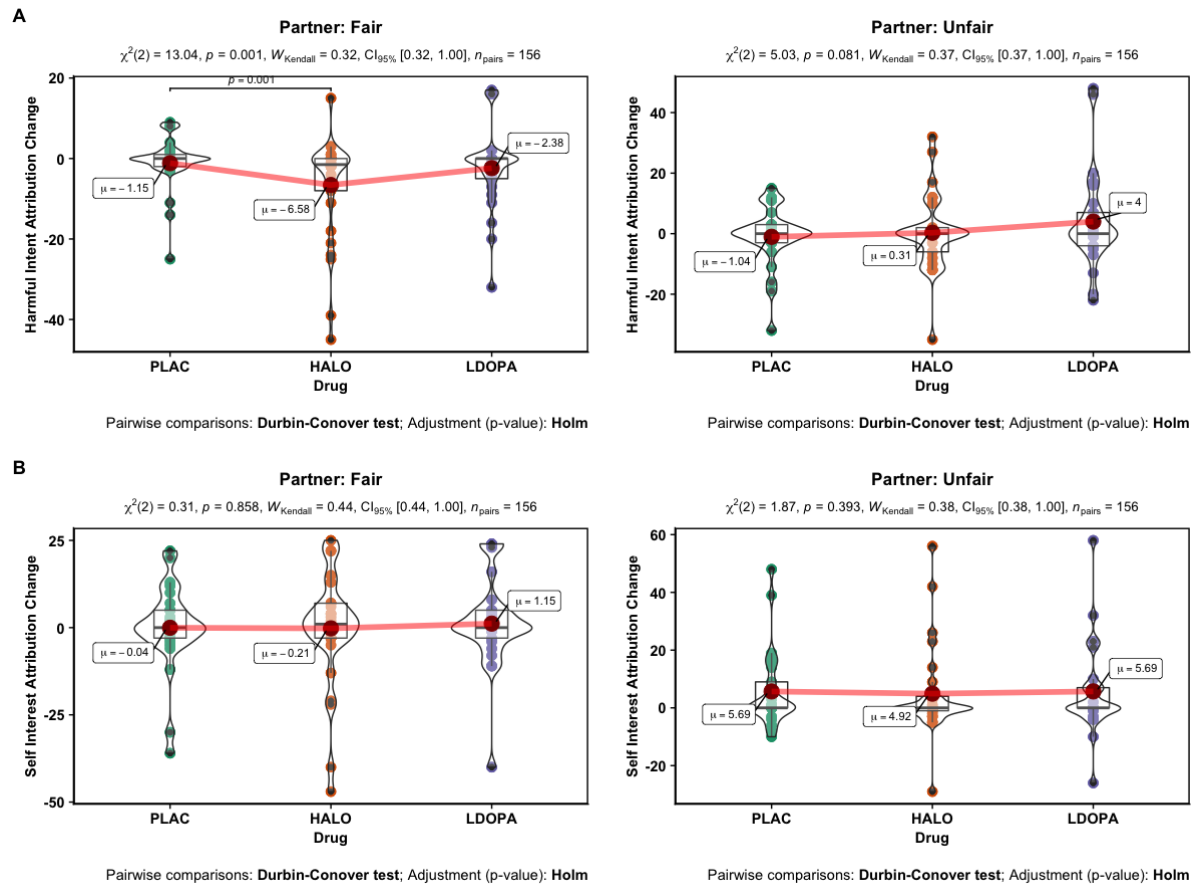 A
Partner: Fair
χ²(2) = 13.04, p = 0.001, W_Kendall = 0.32, CI_95% [0.32, 1.00], n_pairs = 156
Harmful Intent Attribution Change
20
0
-20
-40
p = 0.001
μ = −1.15
μ = −6.58
μ = −2.38
PLAC HALO LDOPA
Drug
Pairwise comparisons: Durbin-Conover test; Adjustment (p-value): Holm
Partner: Unfair
χ²(2) = 5.03, p = 0.081, W_Kendall = 0.37, CI_95% [0.37, 1.00], n_pairs = 156
Harmful Intent Attribution Change
40
20
0
-20
μ = −1.04
μ = 0.31
μ = 4
PLAC HALO LDOPA
Drug
Pairwise comparisons: Durbin-Conover test; Adjustment (p-value): Holm
B
Partner: Fair
χ²(2) = 0.31, p = 0.858, W_Kendall = 0.44, CI_95% [0.44, 1.00], n_pairs = 156
Self Interest Attribution Change
25
0
-25
-50
μ = −0.04
μ = −0.21
μ = 1.15
PLAC HALO LDOPA
Drug
Pairwise comparisons: Durbin-Conover test; Adjustment (p-value): Holm
Partner: Unfair
χ²(2) = 1.87, p = 0.393, W_Kendall = 0.38, CI_95% [0.38, 1.00], n_pairs = 156
Self Interest Attribution Change
60
40
20
0
-20
μ = 5.69
μ = 4.92
μ = 5.69
PLAC HALO LDOPA
Drug
Pairwise comparisons: Durbin-Conover test; Adjustment (p-value): Holm